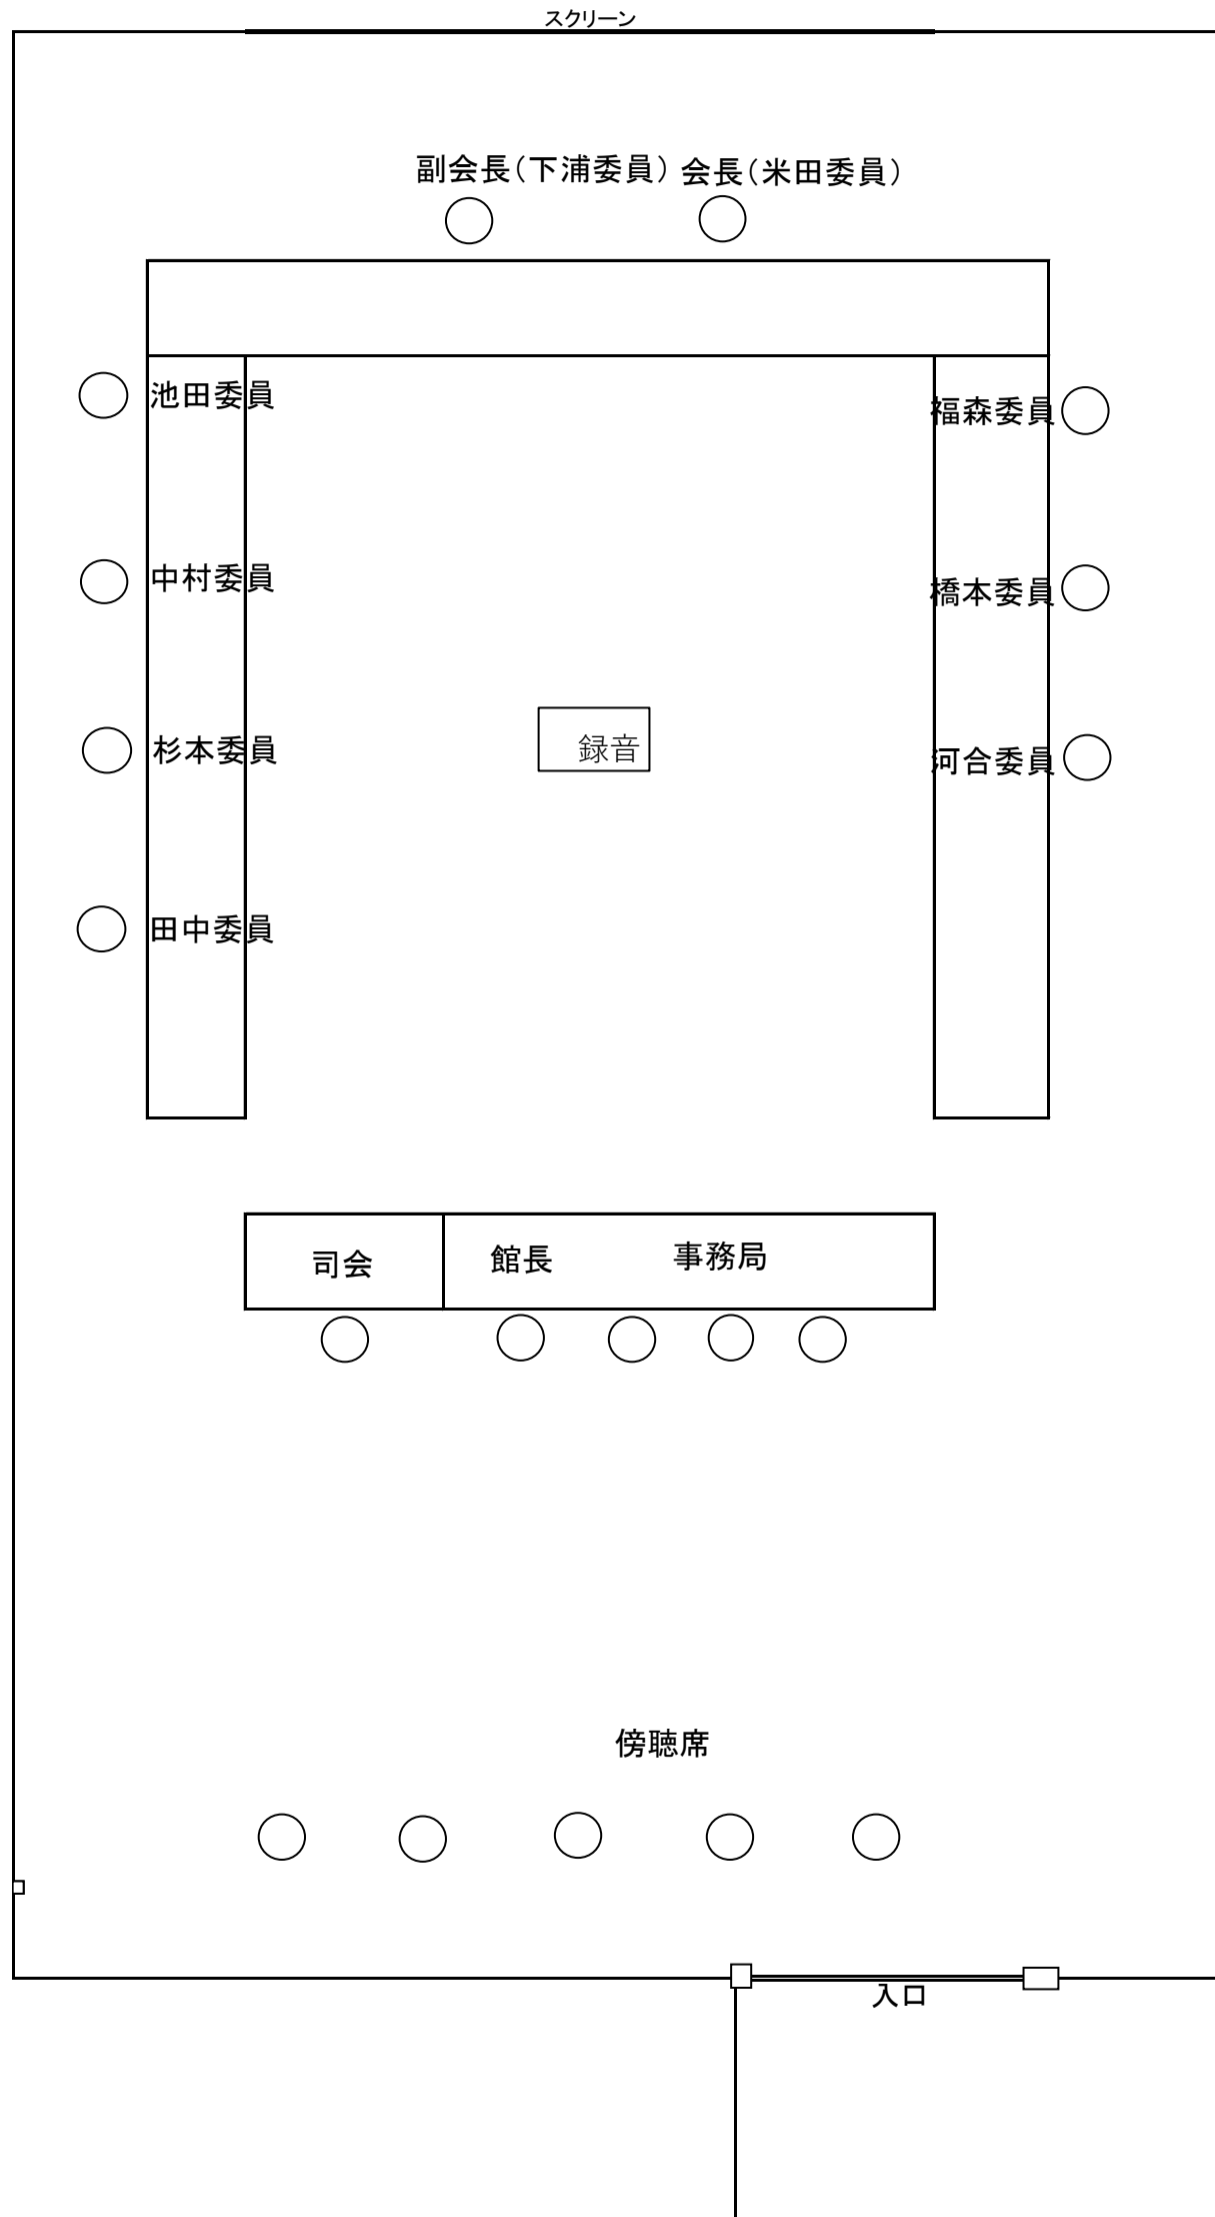 スクリーン
副会長(下浦委員) 会長(米田委員)
池田委員
福森委員
中村委員
橋本委員
杉本委員
録音
河合委員
田中委員
司会 館長 事務局
傍聴席
入口